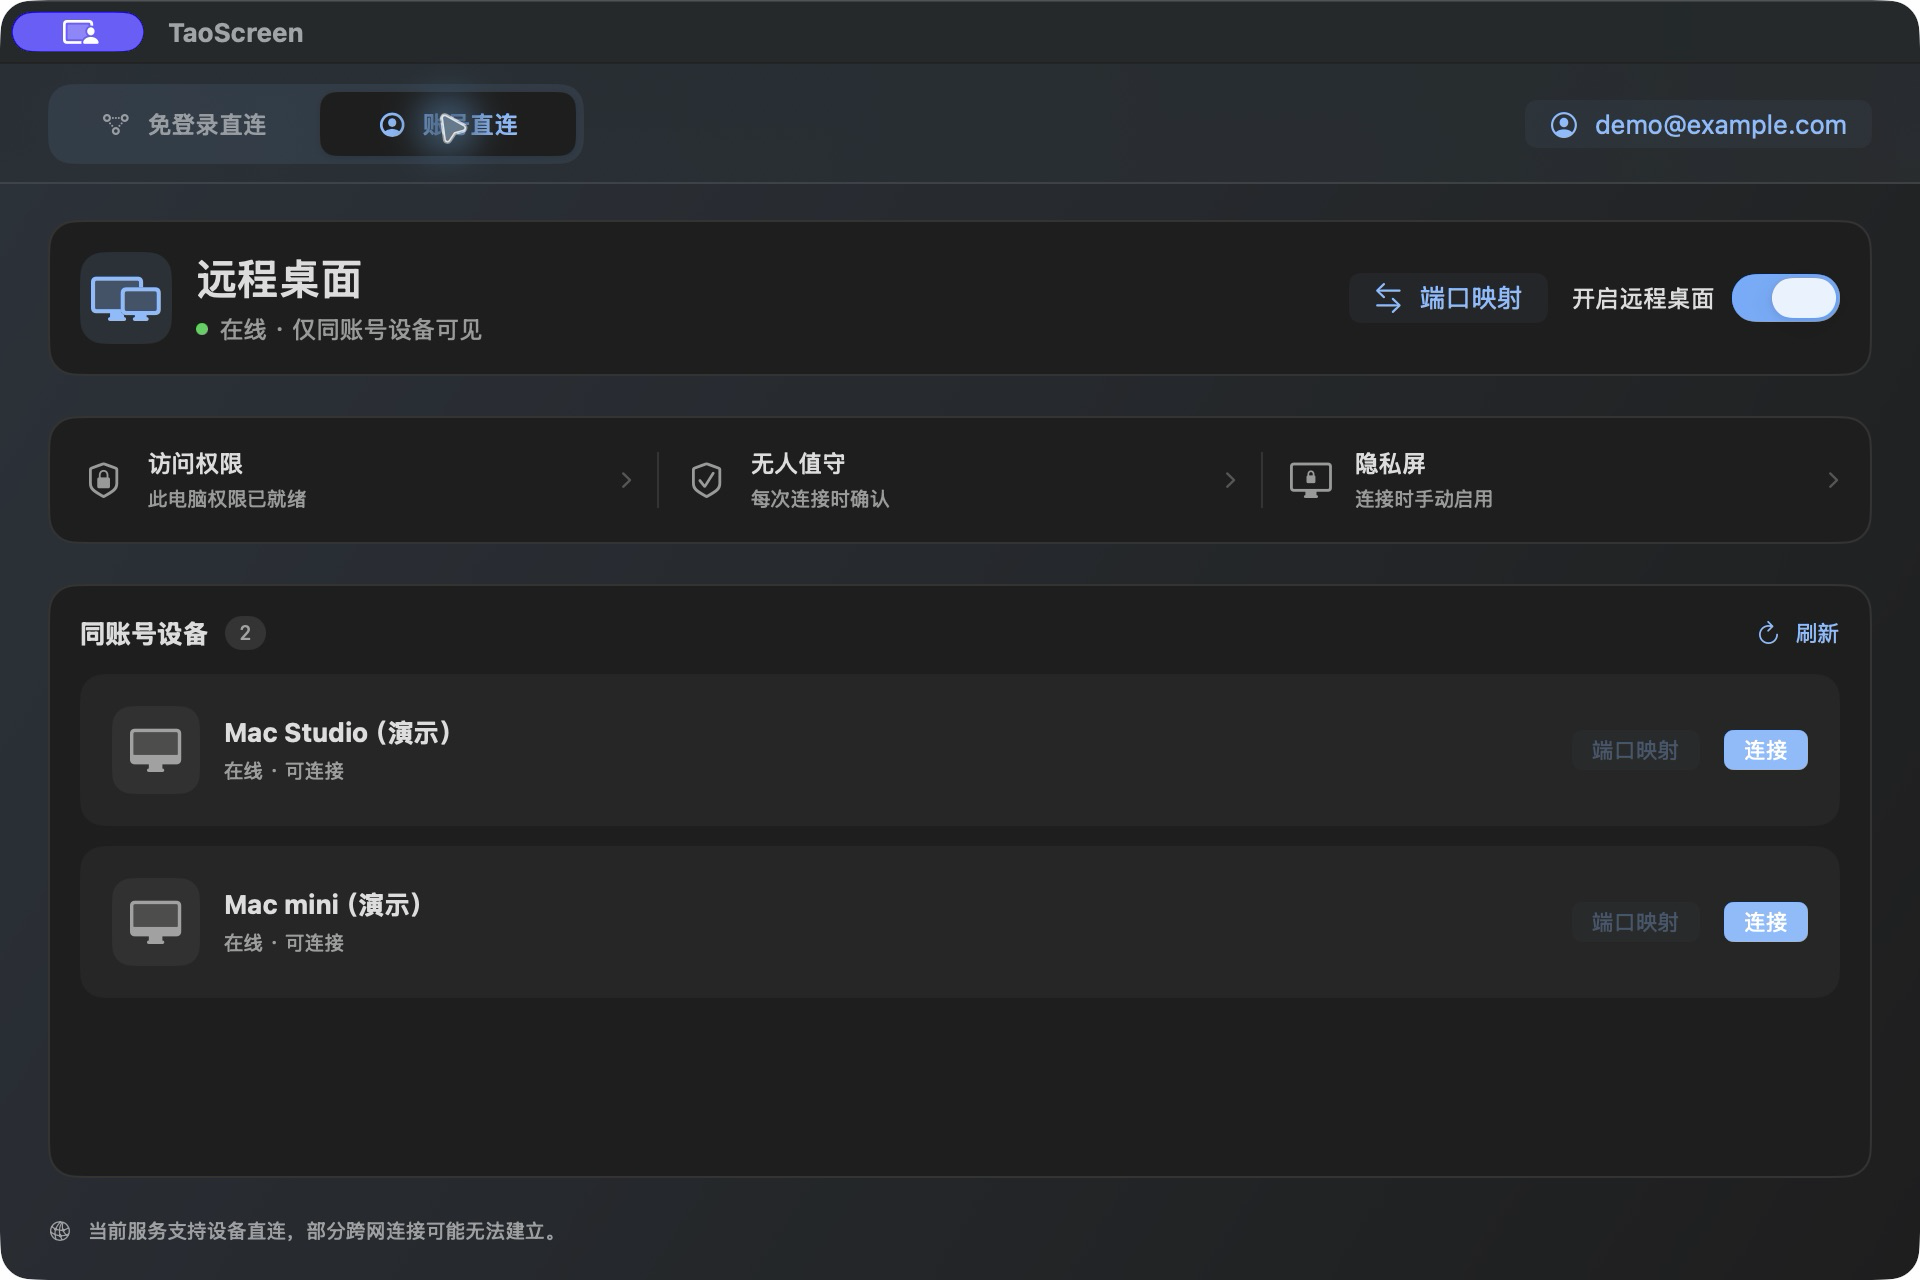 TaoScreen
免登录直连
账号直连
demo@example.com
远程桌面
在线 · 仅同账号设备可见
端口映射
开启远程桌面
访问权限
此电脑权限已就绪
无人值守
每次连接时确认
隐私屏
连接时手动启用
同账号设备 2
刷新
Mac Studio (演示)
在线 · 可连接
端口映射
连接
Mac mini (演示)
在线 · 可连接
端口映射
连接
当前服务支持设备直连，部分跨网连接可能无法建立。